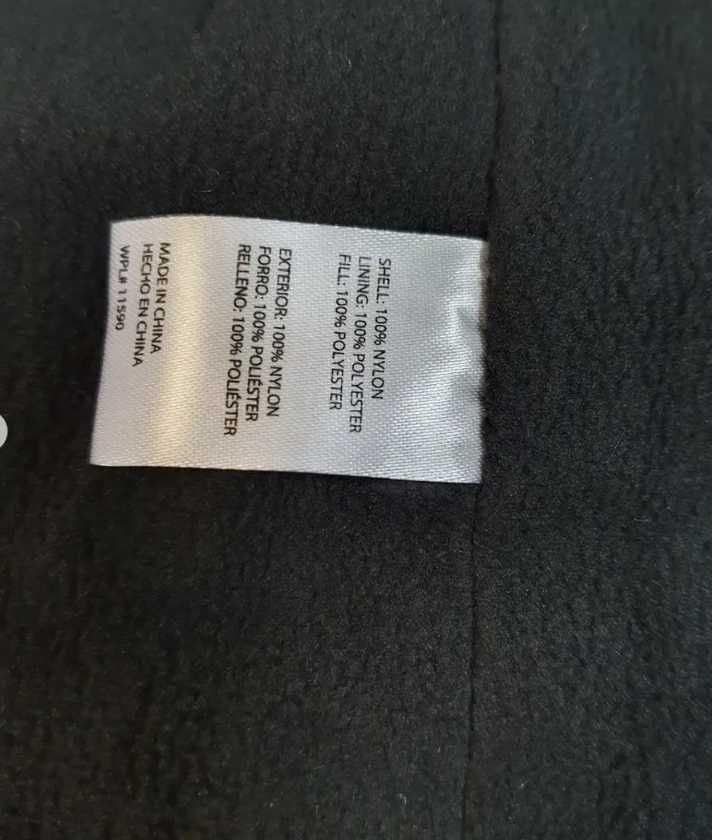 SHELL: 100% NYLON
LINING: 100% POLYESTER
FILL: 100% POLYESTER
EXTERIOR: 100% NYLON
FORRO: 100% POLIÉSTER
RELLENO: 100% POLIÉSTER
MADE IN CHINA
HECHO EN CHINA
WPL# 11590